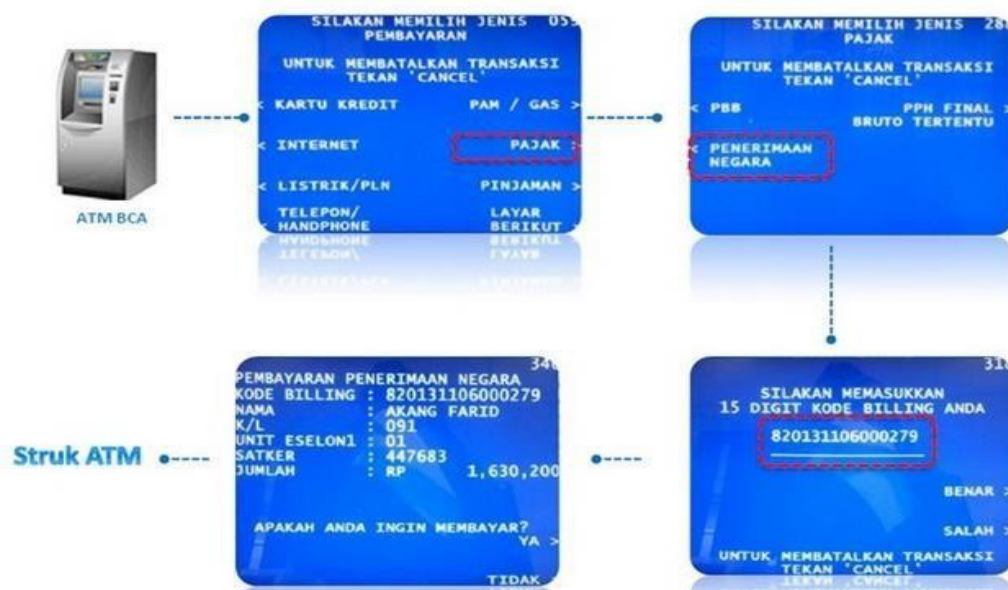 ATM BCA
SILAKAN MEMILIH JENIS 059
PEMBAYARAN
UNTUK MEMBATALKAN TRANSAKSI
TEKAN 'CANCEL'
< KARTU KREDIT PAM / GAS >
< INTERNET PAJAK >
< LISTRIK/PLN PINJAMAN >
TELEPON/ LAYAR
< HANDPHONE BERIKUT >
SILAKAN MEMILIH JENIS
PAJAK
UNTUK MEMBATALKAN TRANSAKSI
TEKAN 'CANCEL'
< PBB PPH FINAL >
BRUTO TERTENTU
< PENERIMAAN
NEGARA
318
SILAKAN MEMASUKKAN
15 DIGIT KODE BILLING ANDA
820131106000279
BENAR >
SALAH >
UNTUK MEMBATALKAN TRANSAKSI
TEKAN 'CANCEL'
PEMBAYARAN PENERIMAAN NEGARA
KODE BILLING : 820131106000279
NAMA : AKANG FARID
K/L : 091
UNIT ESELON1 : 01
SATKER : 447683
JUMLAH : RP 1,630,200
APAKAH ANDA INGIN MEMBAYAR?
YA >
TIDAK >
Struk ATM